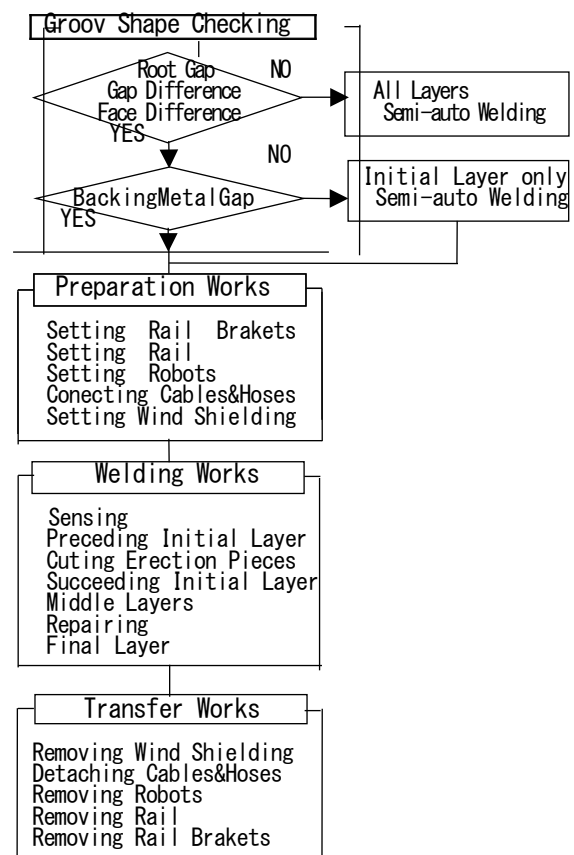 Groov Shape Checking
Root Gap
Gap Difference
Face Difference
YES
NO
All Layers
Semi-auto Welding
NO
BackingMetalGap
YES
Initial Layer only
Semi-auto Welding
Preparation Works
Setting Rail Brakets
Setting Rail
Setting Robots
Conecting Cables&Hoses
Setting Wind Shielding
Welding Works
Sensing
Preceding Initial Layer
Cuting Erection Pieces
Succeeding Initial Layer
Middle Layers
Repairing
Final Layer
Transfer Works
Removing Wind Shielding
Detaching Cables&Hoses
Removing Robots
Removing Rail
Removing Rail Brakets